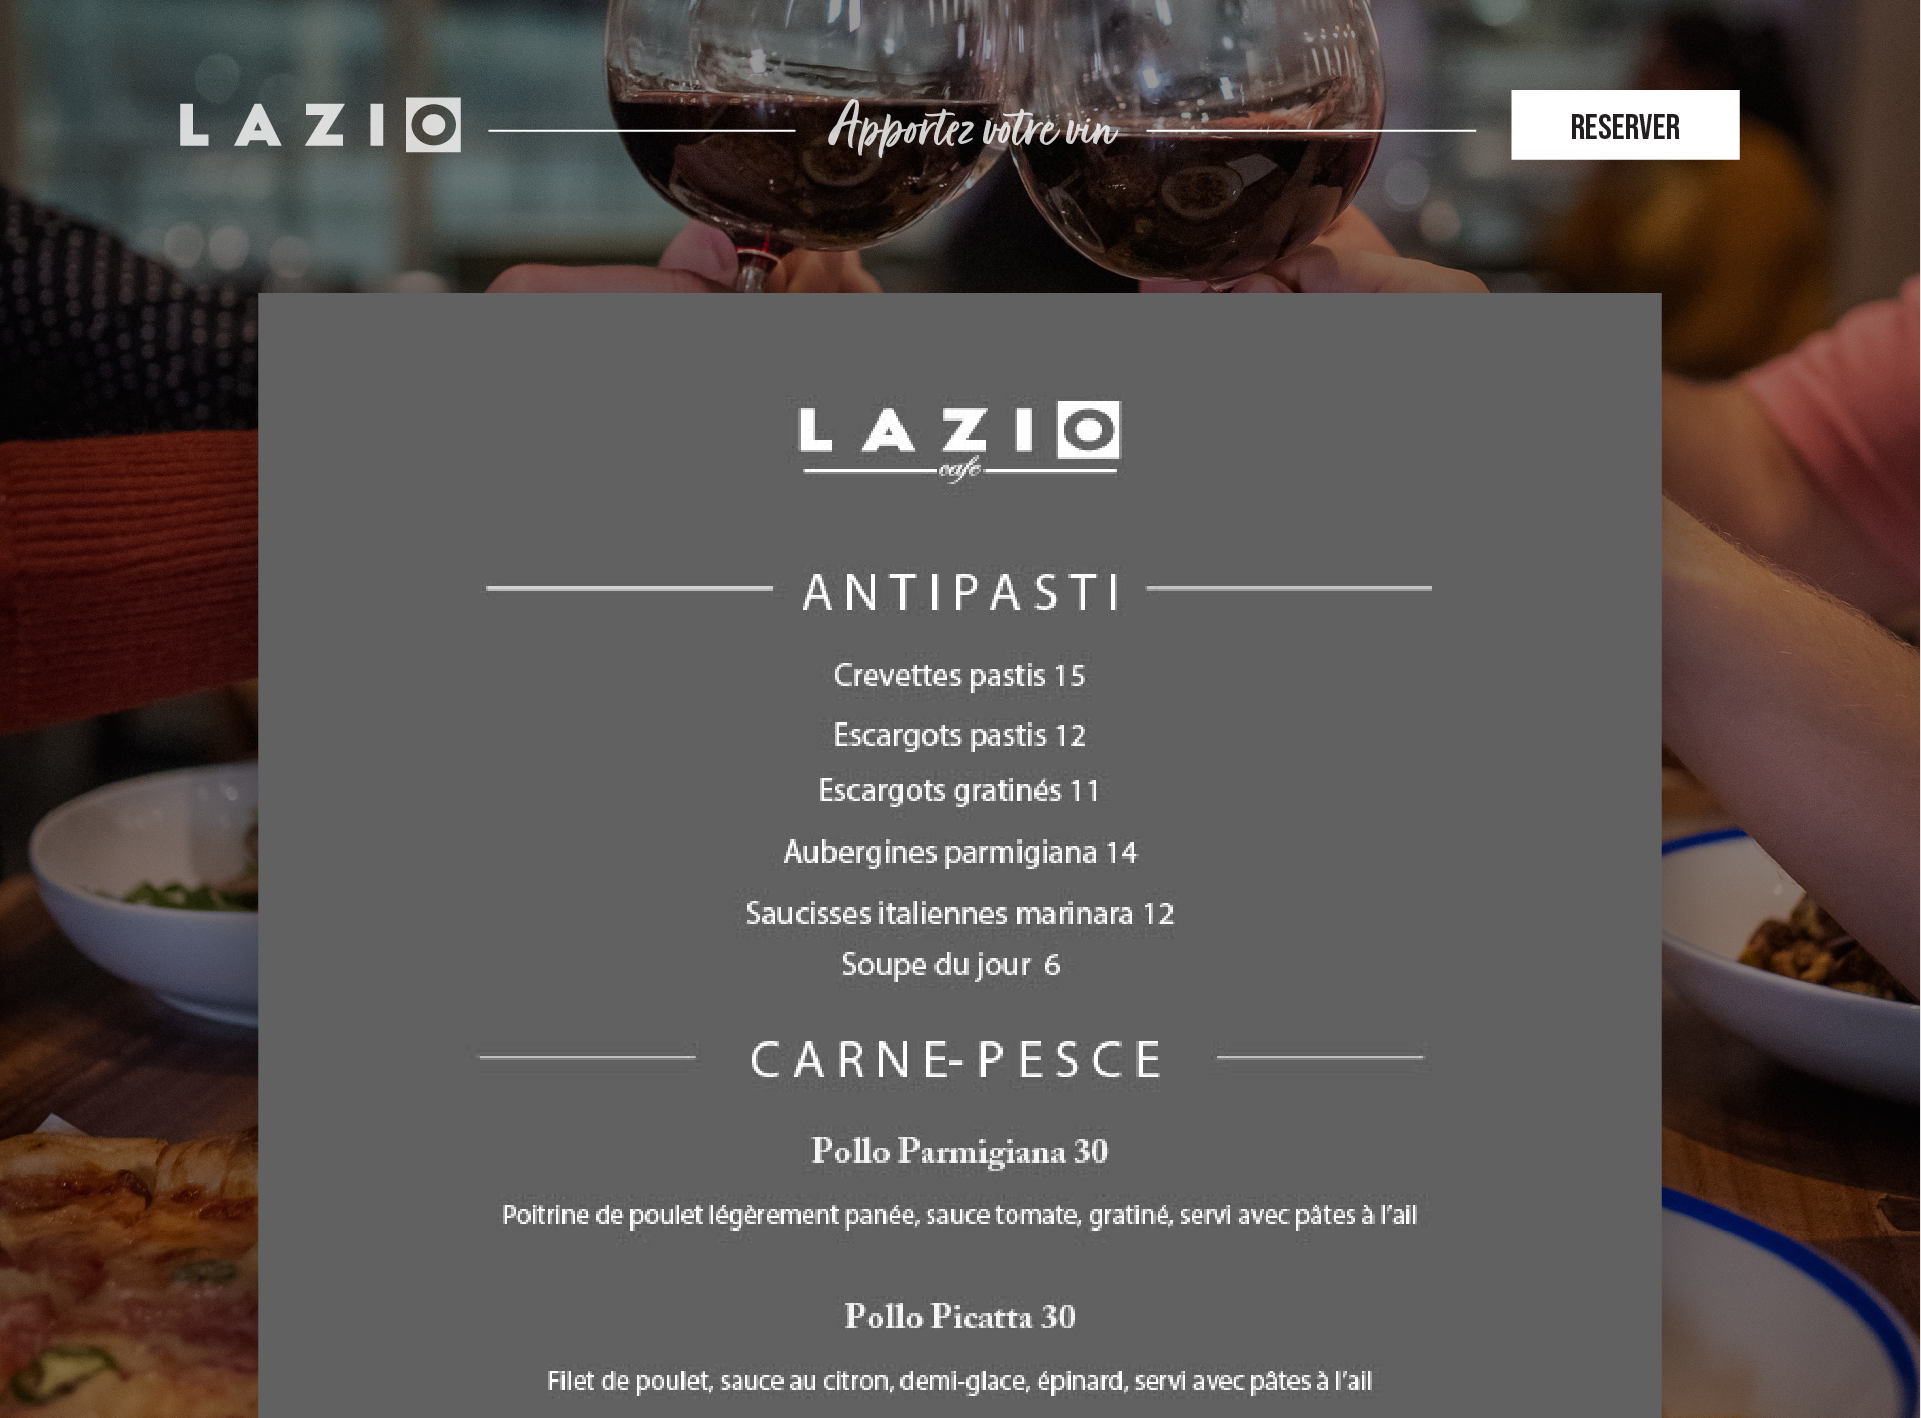 LAZIO
Apportez votre vin
RESERVER
LAZIO
cafe
ANTIPASTI
Crevettes pastis 15
Escargots pastis 12
Escargots gratinés 11
Aubergines parmigiana 14
Saucisses italiennes marinara 12
Soupe du jour 6
CARNE-PESCE
Pollo Parmigiana 30
Poitrine de poulet légèrement panée, sauce tomate, gratiné, servi avec pâtes à l'ail
Pollo Picatta 30
Filet de poulet, sauce au citron, demi-glace, épinard, servi avec pâtes à l'ail